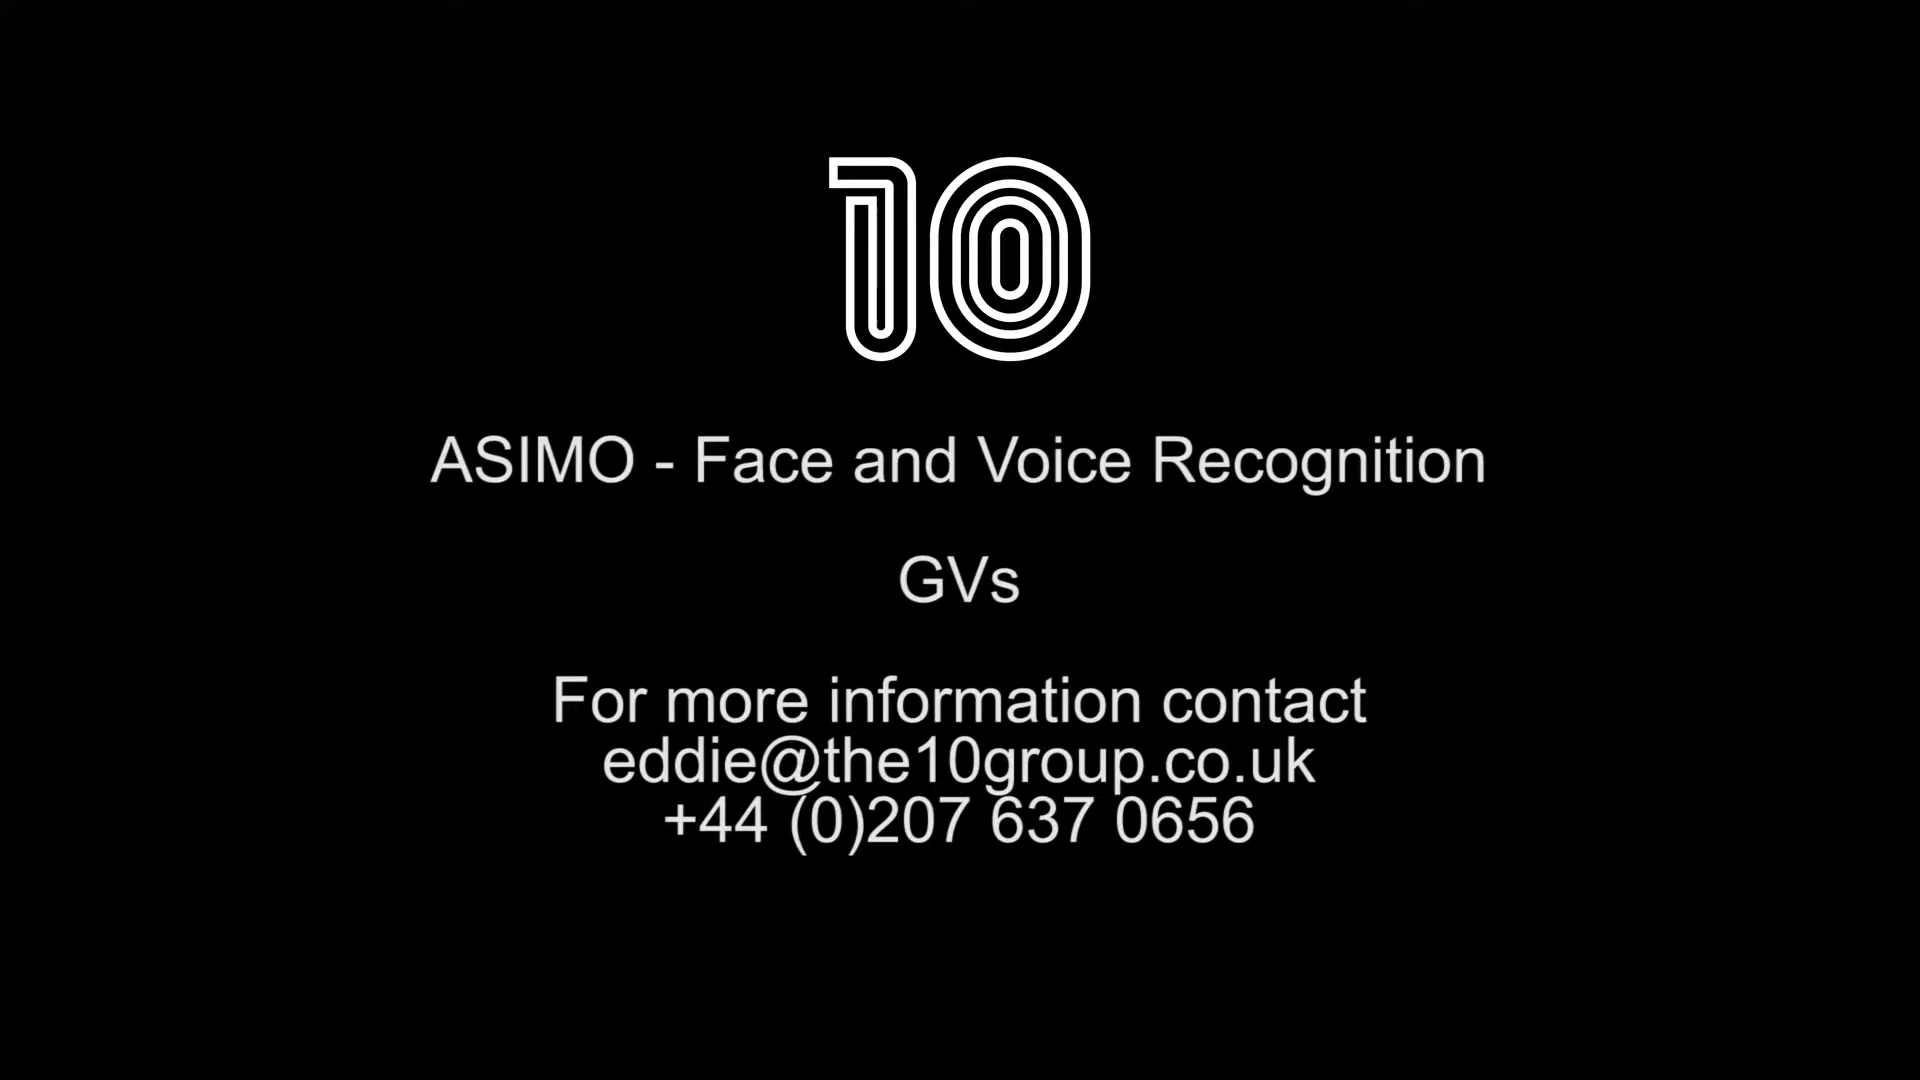 10
ASIMO - Face and Voice Recognition
GVs
For more information contact
eddie@the10group.co.uk
+44 (0)207 637 0656